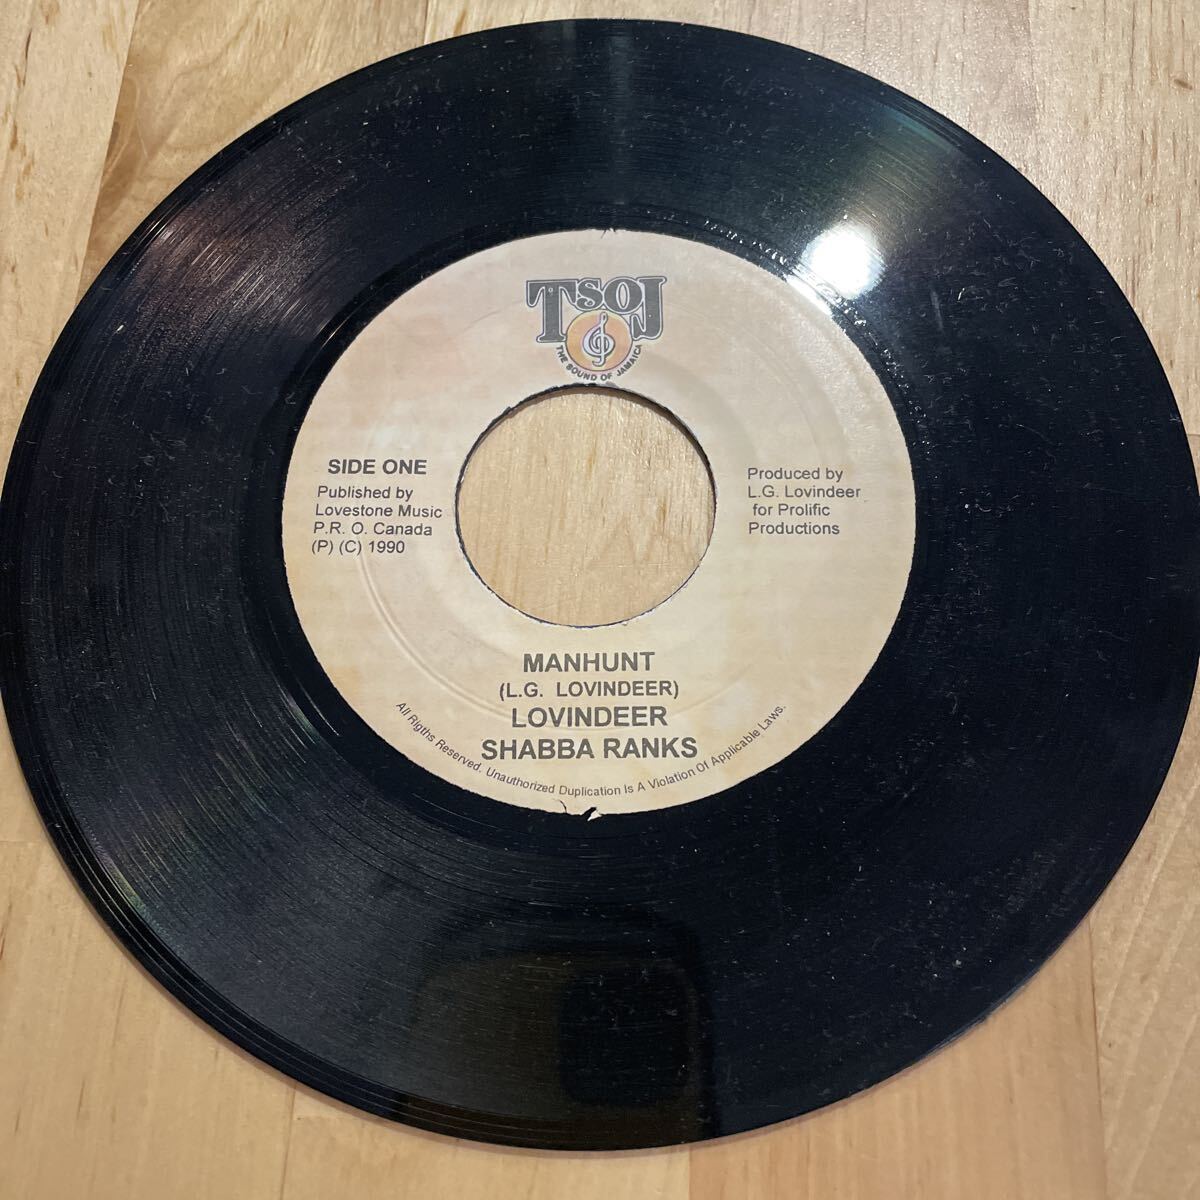 TSOJ
THE SOUND OF JAMAICA
SIDE ONE
Published by
Lovestone Music
P.R. O. Canada
(P) (C) 1990
Produced by
L.G. Lovindeer
for Prolific
Productions
MANHUNT
(L.G. LOVINDEER)
LOVINDEER
SHABBA RANKS
All Rigths Reserved. Unauthorized Duplication Is A Violation Of Applicable Laws.